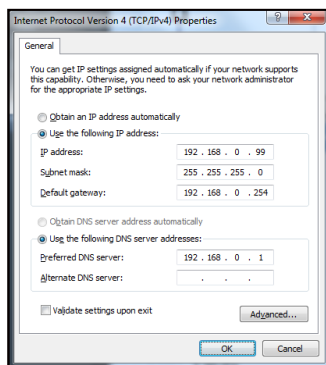 Internet Protocol Version 4 (TCP/IPv4) Properties
General
You can get IP settings assigned automatically if your network supports
this capability. Otherwise, you need to ask your network administrator
for the appropriate IP settings.
Obtain an IP address automatically
Use the following IP address:
IP address: 192 . 168 . 0 . 99
Subnet mask: 255 . 255 . 255 . 0
Default gateway: 192 . 168 . 0 . 254
Obtain DNS server address automatically
Use the following DNS server addresses:
Preferred DNS server: 192 . 168 . 0 . 1
Alternate DNS server: . . .
Validate settings upon exit
Advanced...
OK Cancel